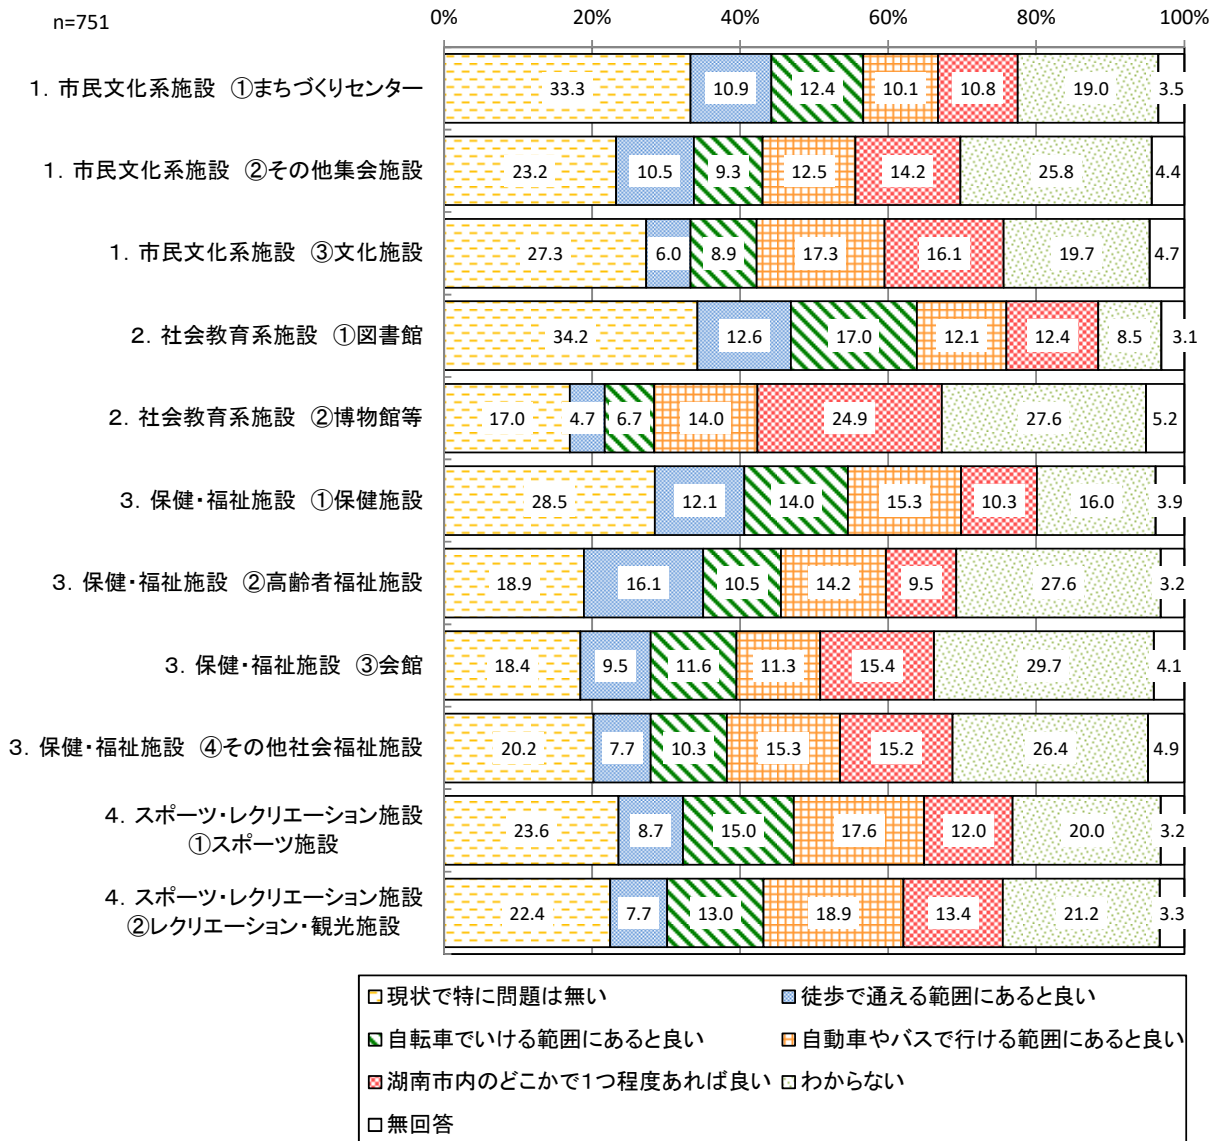 n=751
0% 20% 40% 60% 80% 100%
1. 市民文化系施設 ①まちづくりセンター 33.3 10.9 12.4 10.1 10.8 19.0 3.5
1. 市民文化系施設 ②その他集会施設 23.2 10.5 9.3 12.5 14.2 25.8 4.4
1. 市民文化系施設 ③文化施設 27.3 6.0 8.9 17.3 16.1 19.7 4.7
2. 社会教育系施設 ①図書館 34.2 12.6 17.0 12.1 12.4 8.5 3.1
2. 社会教育系施設 ②博物館等 17.0 4.7 6.7 14.0 24.9 27.6 5.2
3. 保健・福祉施設 ①保健施設 28.5 12.1 14.0 15.3 10.3 16.0 3.9
3. 保健・福祉施設 ②高齢者福祉施設 18.9 16.1 10.5 14.2 9.5 27.6 3.2
3. 保健・福祉施設 ③会館 18.4 9.5 11.6 11.3 15.4 29.7 4.1
3. 保健・福祉施設 ④その他社会福祉施設 20.2 7.7 10.3 15.3 15.2 26.4 4.9
4. スポーツ・レクリエーション施設
①スポーツ施設 23.6 8.7 15.0 17.6 12.0 20.0 3.2
4. スポーツ・レクリエーション施設
②レクリエーション・観光施設 22.4 7.7 13.0 18.9 13.4 21.2 3.3
現状で特に問題は無い 徒歩で通える範囲にあると良い
自転車でいける範囲にあると良い 自動車やバスで行ける範囲にあると良い
湖南市内のどこかで1つ程度あれば良い わからない
無回答